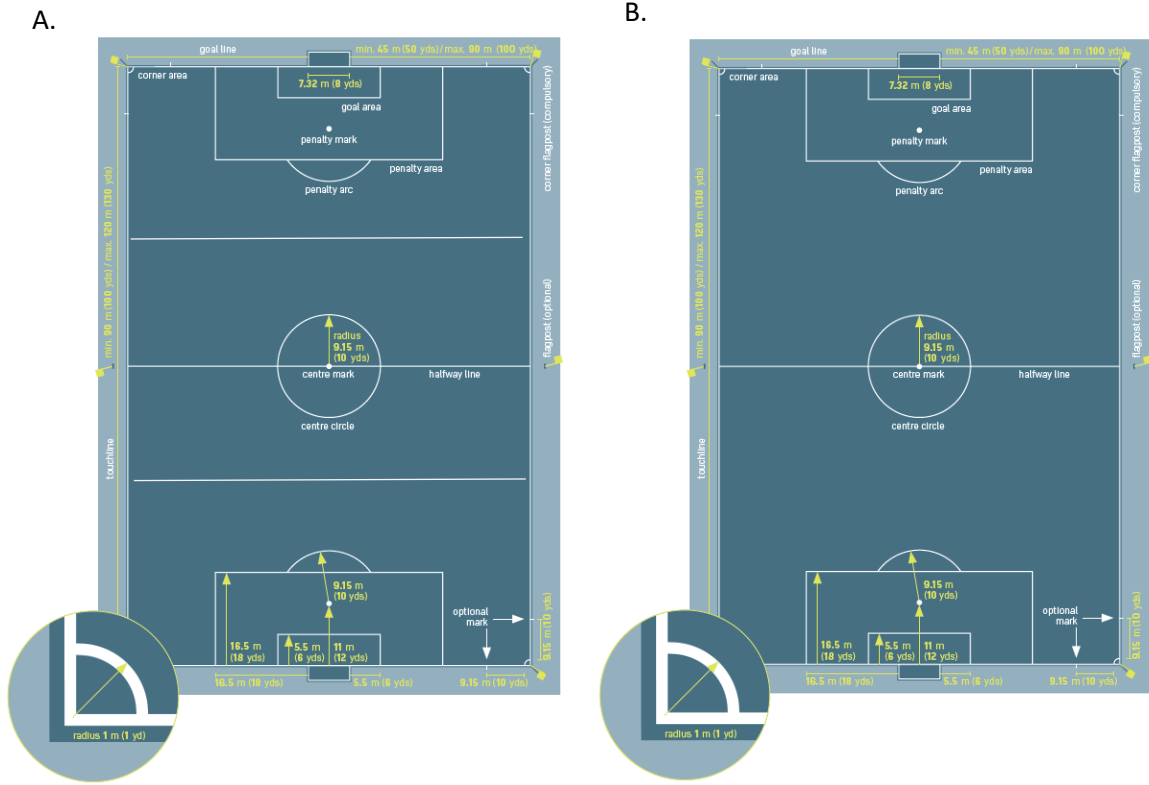 A.
goal line
min. 45 m (50 yds)/max. 90 m (100 yds)
corner area
7.32 m (8 yds)
goal area
penalty mark
penalty area
penalty arc
corner flagpost (compulsory)
min. 90 m (100 yds) / max. 120 m (130 yds)
flagpost (optional)
radius
9.15 m
(10 yds)
centre mark
halfway line
centre circle
touchline
9.15 m
(10 yds)
optional
mark
16.5 m
(18 yds)
5.5 m
(6 yds)
11 m
(12 yds)
9.15 m (10 yds)
16.5 m (18 yds)
5.5 m (6 yds)
9.15 m (10 yds)
radius 1 m (1 yd)
B.
goal line
min. 45 m (50 yds)/max. 90 m (100 yds)
corner area
7.32 m (8 yds)
goal area
penalty mark
penalty area
penalty arc
corner flagpost (compulsory)
min. 90 m (100 yds) / max. 120 m (130 yds)
flagpost (optional)
radius
9.15 m
(10 yds)
centre mark
halfway line
centre circle
touchline
9.15 m
(10 yds)
optional
mark
16.5 m
(18 yds)
5.5 m
(6 yds)
11 m
(12 yds)
9.15 m (10 yds)
16.5 m (18 yds)
5.5 m (6 yds)
9.15 m (10 yds)
radius 1 m (1 yd)